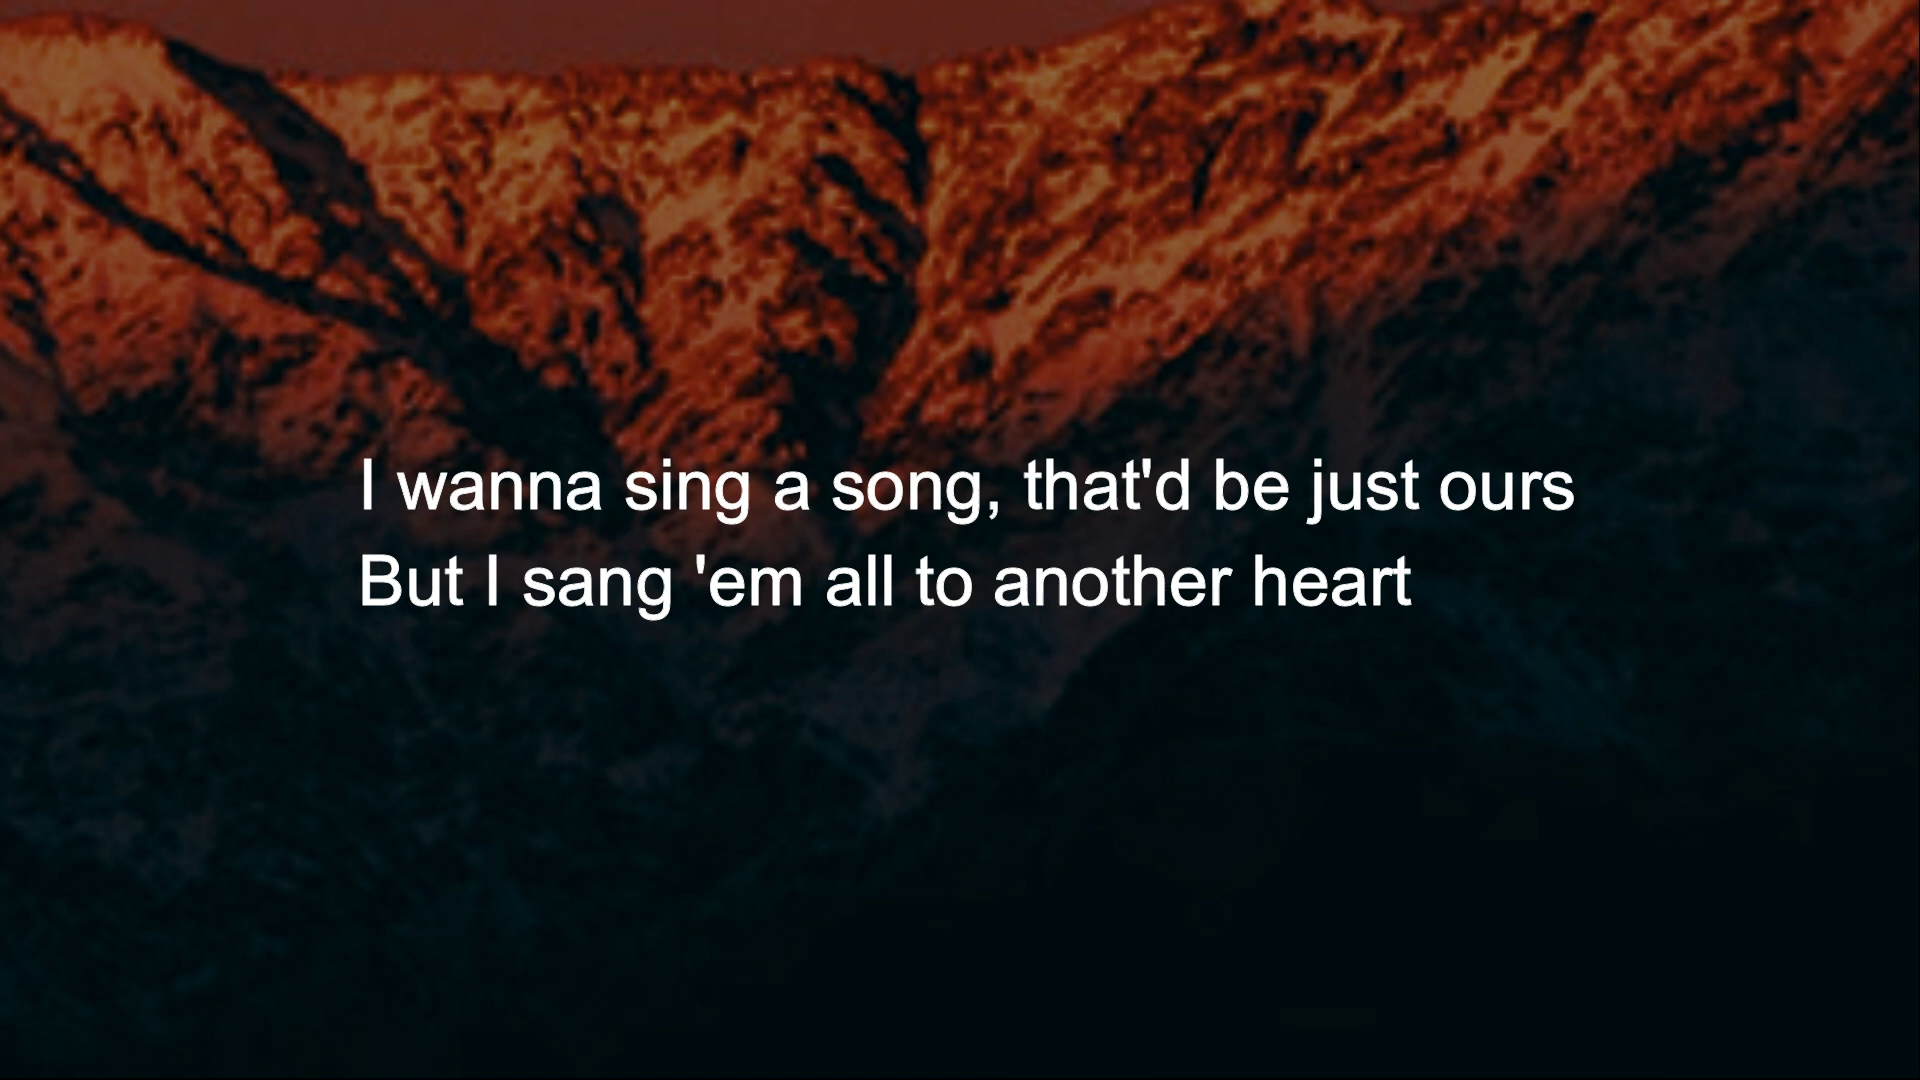 I wanna sing a song, that'd be just ours
But I sang 'em all to another heart